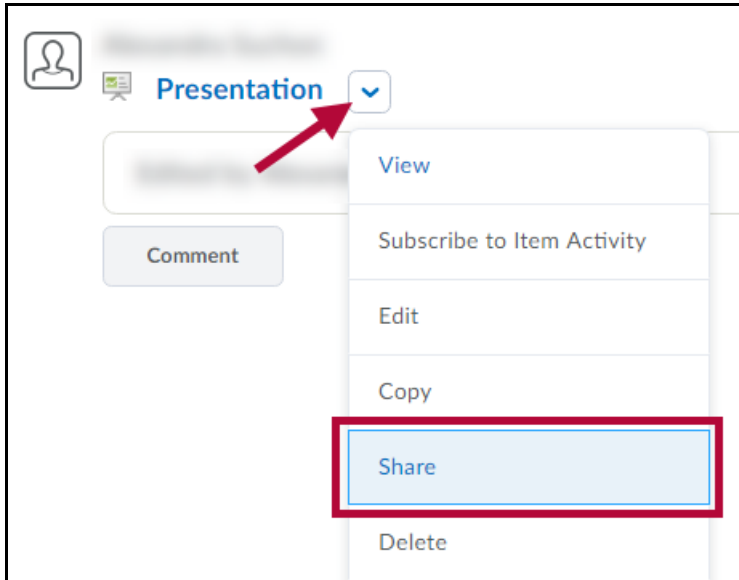 Presentation
View
Subscribe to Item Activity
Comment
Edit
Copy
Share
Delete